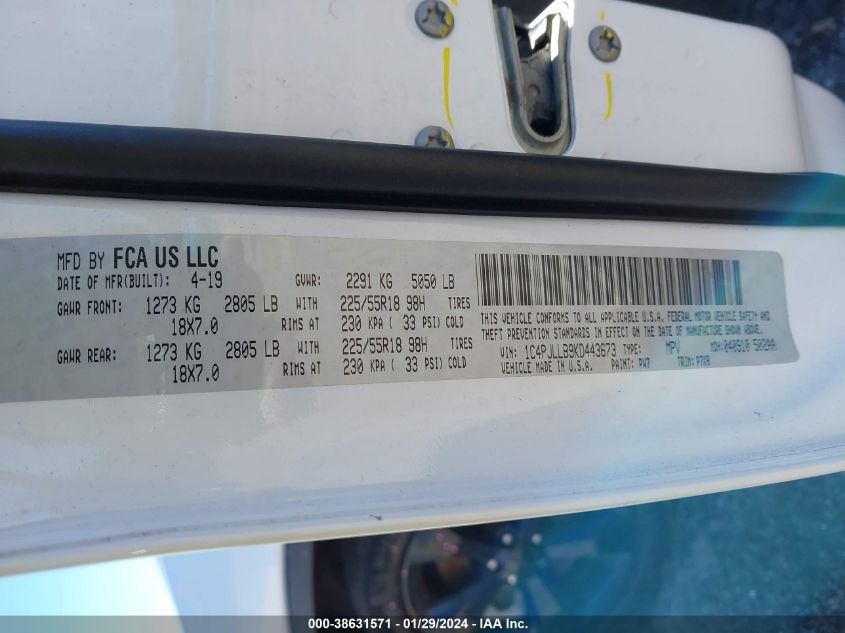 MFD BY FCA US LLC
DATE OF MFR(BUILT): 4-19 GVWR: 2291 KG 5050 LB
GAWR FRONT: 1273 KG 2805 LB WITH 225/55R18 98H TIRES
18X7.0 RIMS AT 230 KPA ( 33 PSI) COLD
GAWR REAR: 1273 KG 2805 LB WITH 225/55R18 98H TIRES
18X7.0 RIMS AT 230 KPA ( 33 PSI) COLD
THIS VEHICLE CONFORMS TO ALL APPLICABLE U.S.A. FEDERAL MOTOR VEHICLE SAFETY AND
THEFT PREVENTION STANDARDS IN EFFECT ON THE DATE OF MANUFACTURE SHOWN ABOVE.
VIN: 1C4PJLLB9KD443673 TYPE: MPV MDH: 040910 502AA
VEHICLE MADE IN U.S.A. PAINT: PW7 TRIM:
000-38631571 - 01/29/2024 - IAA Inc.